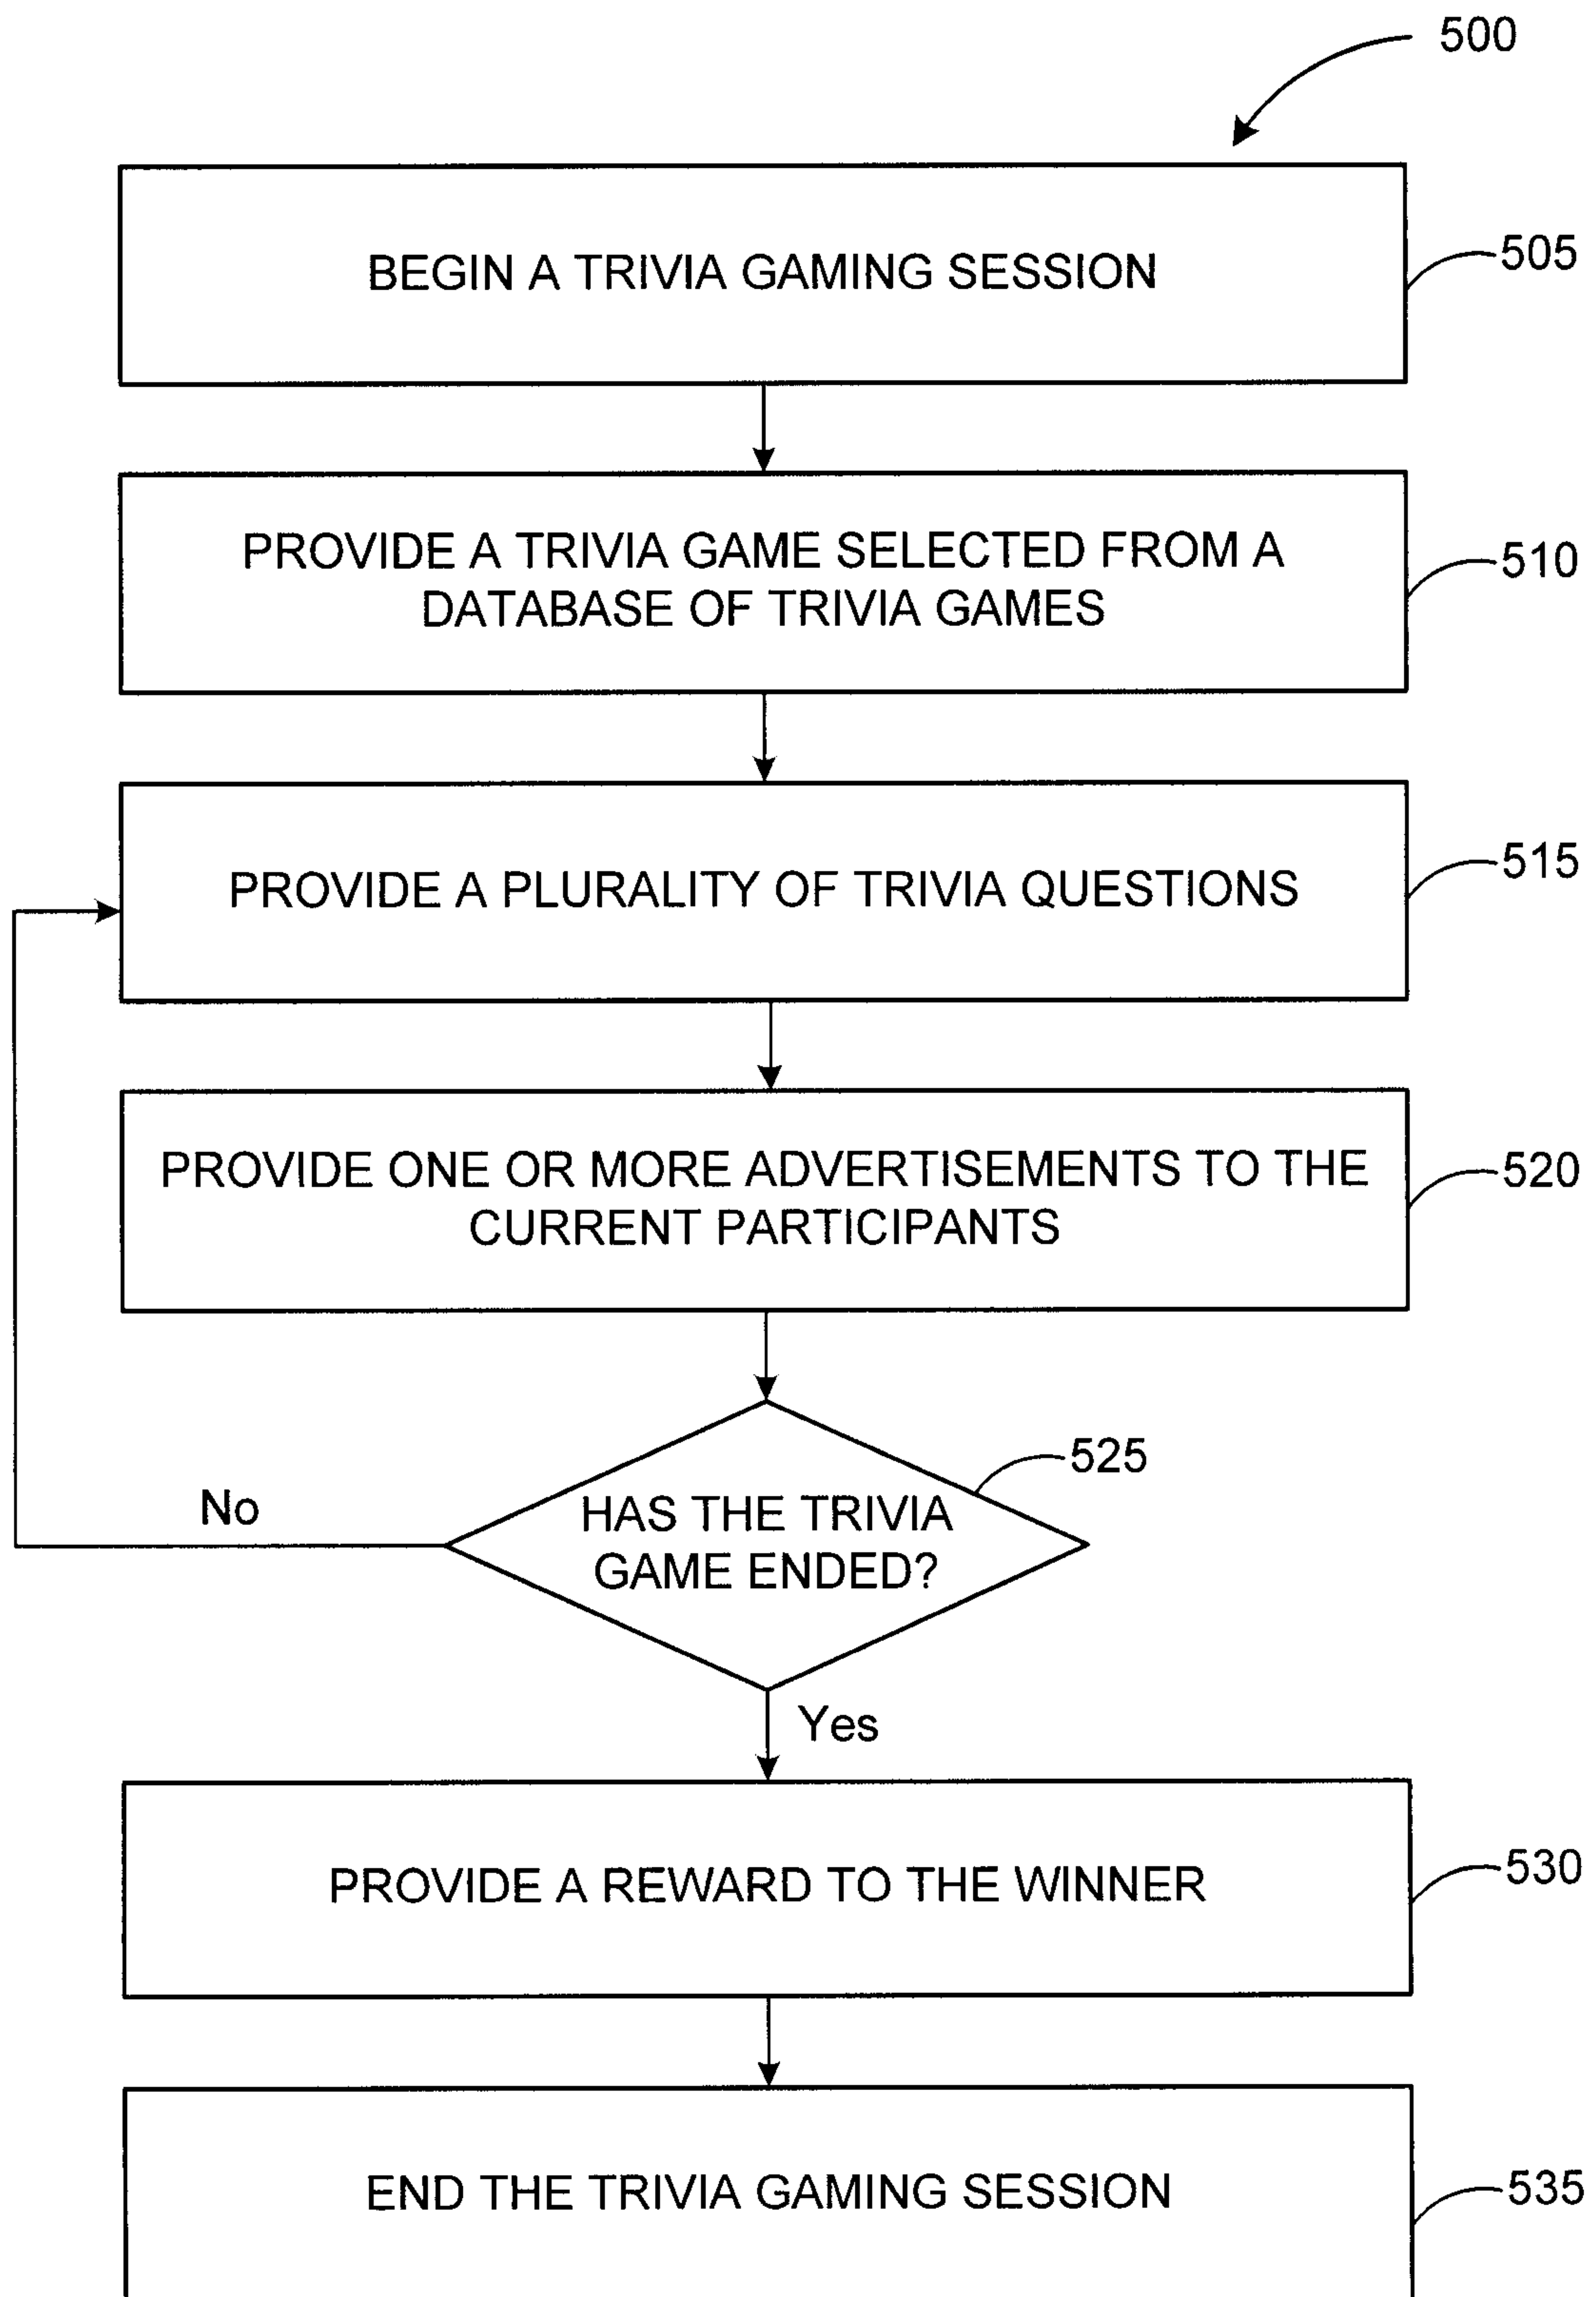 500
BEGIN A TRIVIA GAMING SESSION
505
PROVIDE A TRIVIA GAME SELECTED FROM A
DATABASE OF TRIVIA GAMES
510
PROVIDE A PLURALITY OF TRIVIA QUESTIONS
515
PROVIDE ONE OR MORE ADVERTISEMENTS TO THE
CURRENT PARTICIPANTS
520
HAS THE TRIVIA
GAME ENDED?
525
No
Yes
PROVIDE A REWARD TO THE WINNER
530
END THE TRIVIA GAMING SESSION
535